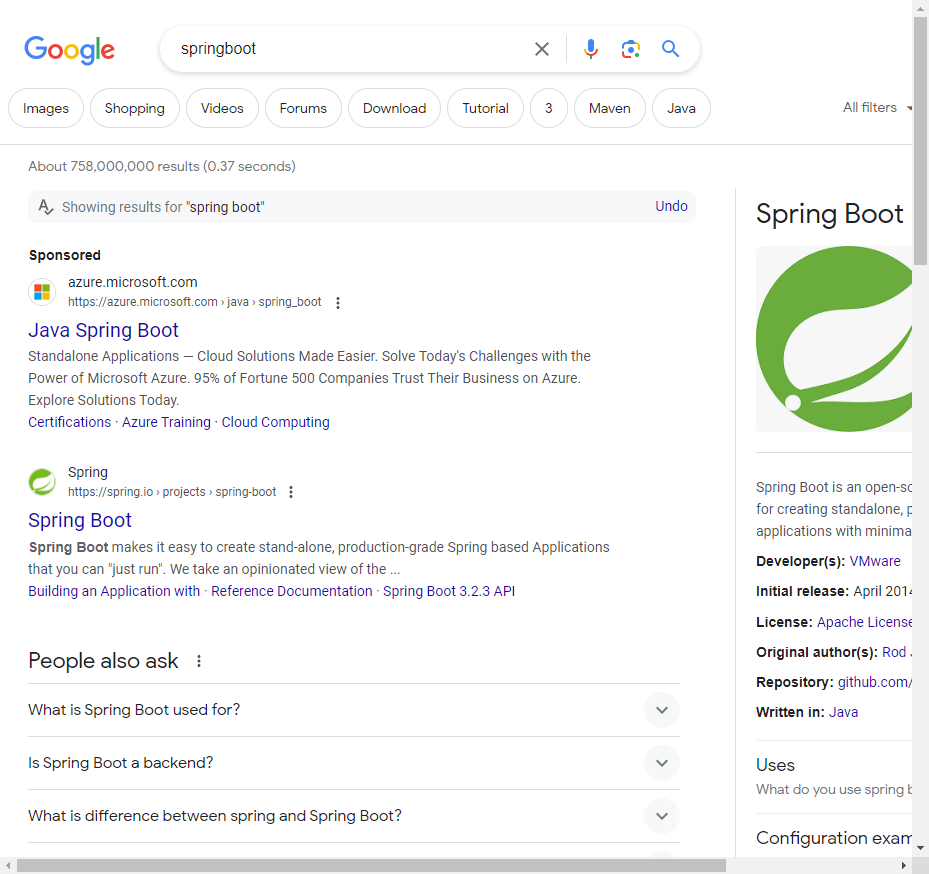 Google
springboot
Images
Shopping
Videos
Forums
Download
Tutorial
3
Maven
Java
All filters
About 758,000,000 results (0.37 seconds)
Showing results for "spring boot"
Undo
Sponsored
azure.microsoft.com
https://azure.microsoft.com › java › spring_boot
Java Spring Boot
Standalone Applications — Cloud Solutions Made Easier. Solve Today's Challenges with the
Power of Microsoft Azure. 95% of Fortune 500 Companies Trust Their Business on Azure.
Explore Solutions Today.
Certifications · Azure Training · Cloud Computing
Spring
https://spring.io › projects › spring-boot
Spring Boot
Spring Boot makes it easy to create stand-alone, production-grade Spring based Applications
that you can "just run". We take an opinionated view of the ...
Building an Application with · Reference Documentation · Spring Boot 3.2.3 API
People also ask
What is Spring Boot used for?
Is Spring Boot a backend?
What is difference between spring and Spring Boot?
Spring Boot
Spring Boot is an open-so
for creating standalone, p
applications with minima
Developer(s): VMware
Initial release: April 2014
License: Apache License
Original author(s): Rod
Repository: github.com/
Written in: Java
Uses
What do you use spring b
Configuration exam